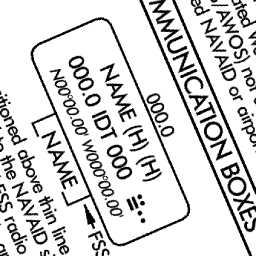 ated W
/AWOS) not
ed NAVAID or airpor
MMUNICATION BOXES
000.0
NAME (H) (H)
000.0 IDT 000
N00°00.00' W000°00.00'
NAME
FSS
itioned above thin line
to the NAVAID s
FSS radio